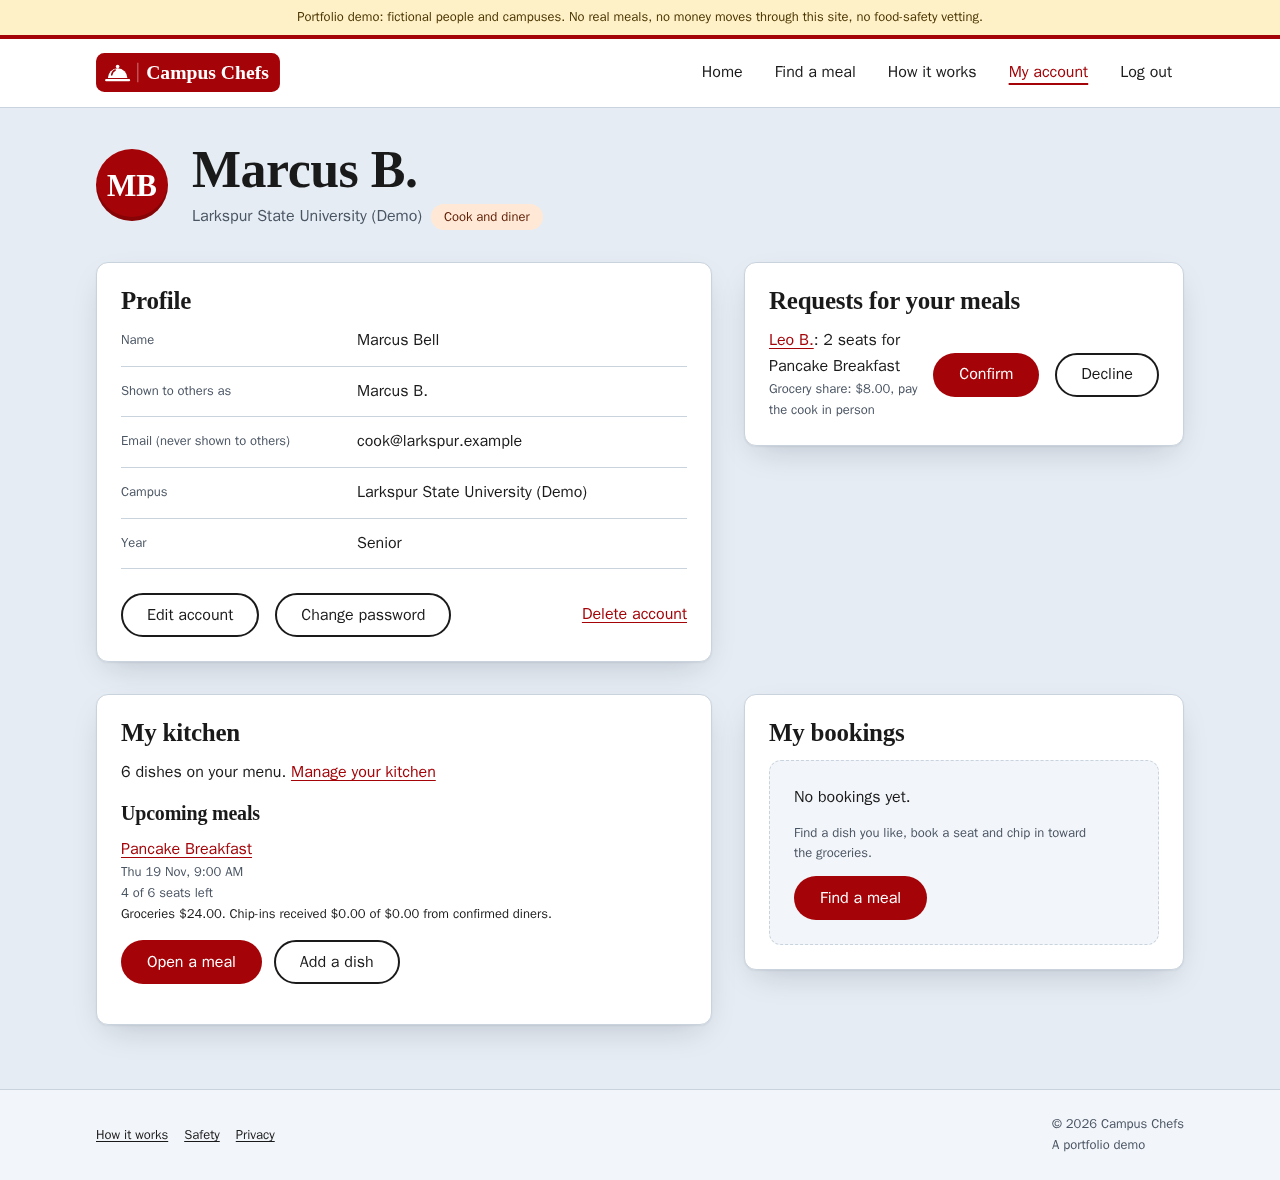 Portfolio demo: fictional people and campuses. No real meals, no money moves through this site, no food-safety vetting.
Campus Chefs
Home
Find a meal
How it works
My account
Log out
MB
Marcus B.
Larkspur State University (Demo)
Cook and diner
Profile
Name
Marcus Bell
Shown to others as
Marcus B.
Email (never shown to others)
cook@larkspur.example
Campus
Larkspur State University (Demo)
Year
Senior
Edit account
Change password
Delete account
Requests for your meals
Leo B.: 2 seats for
Pancake Breakfast
Grocery share: $8.00, pay
the cook in person
Confirm
Decline
My kitchen
6 dishes on your menu. Manage your kitchen
Upcoming meals
Pancake Breakfast
Thu 19 Nov, 9:00 AM
4 of 6 seats left
Groceries $24.00. Chip-ins received $0.00 of $0.00 from confirmed diners.
Open a meal
Add a dish
My bookings
No bookings yet.
Find a dish you like, book a seat and chip in toward
the groceries.
Find a meal
How it works
Safety
Privacy
© 2026 Campus Chefs
A portfolio demo